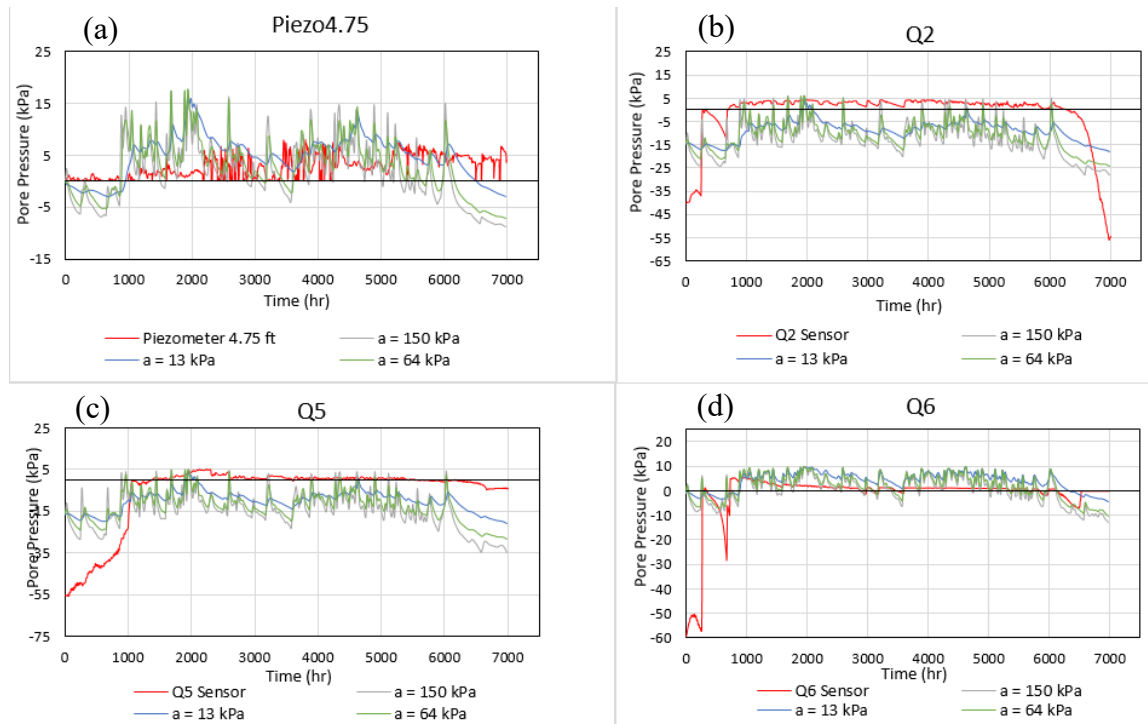 (a)
Piezo4.75
Pore Pressure (kPa)
25
15
5
-5
-15
0 1000 2000 3000 4000 5000 6000 7000
Time (hr)
Piezometer 4.75 ft
a = 150 kPa
a = 13 kPa
a = 64 kPa
(b)
Q2
Pore Pressure (kPa)
25
15
5
-5
-15
-25
-35
-45
-55
-65
0 1000 2000 3000 4000 5000 6000 7000
Time (hr)
Q2 Sensor
a = 150 kPa
a = 13 kPa
a = 64 kPa
(c)
Q5
Pore Pressure (kPa)
25
5
-15
-35
-55
-75
0 1000 2000 3000 4000 5000 6000 7000
Time (hr)
Q5 Sensor
a = 150 kPa
a = 13 kPa
a = 64 kPa
(d)
Q6
Pore Pressure (kPa)
20
10
0
-10
-20
-30
-40
-50
-60
0 1000 2000 3000 4000 5000 6000 7000
Time (hr)
Q6 Sensor
a = 150 kPa
a = 13 kPa
a = 64 kPa